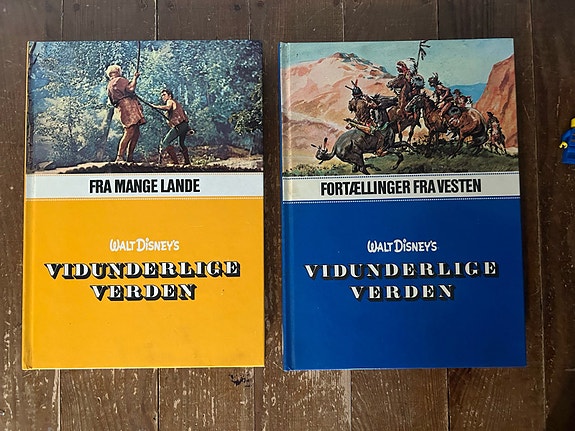 FRA MANGE LANDE
WALT DISNEY'S
VIDUNDERLIGE
VERDEN
FORTÆLLINGER FRA VESTEN
WALT DISNEY'S
VIDUNDERLIGE
VERDEN